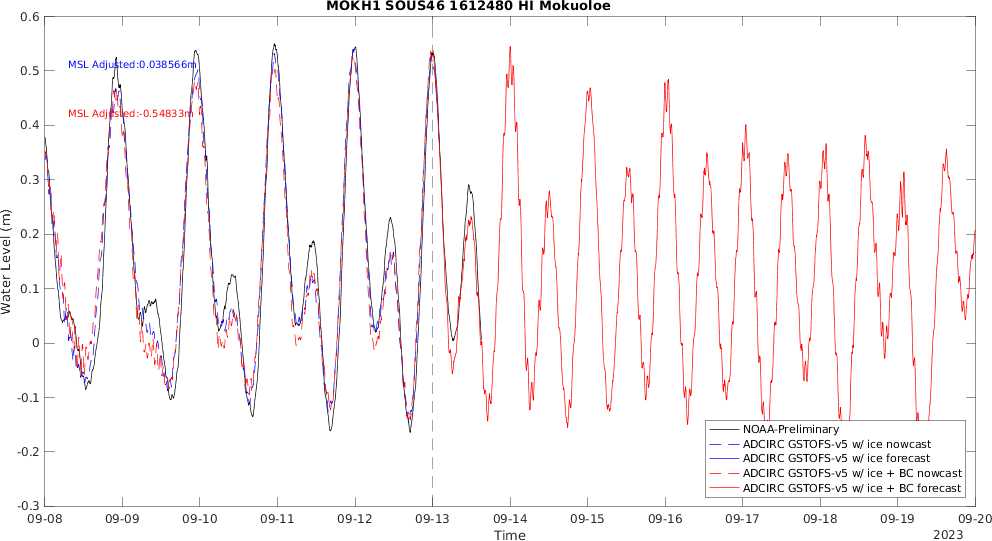 MOKH1 SOUS46 1612480 HI Mokuoloe
0.6
0.5
0.4
0.3
0.2
0.1
0
-0.1
-0.2
-0.3
Water Level (m)
MSL Adjusted:0.038566m
MSL Adjusted:-0.54833m
NOAA-Preliminary
ADCIRC GSTOFS-v5 w/ ice nowcast
ADCIRC GSTOFS-v5 w/ ice forecast
ADCIRC GSTOFS-v5 w/ ice + BC nowcast
ADCIRC GSTOFS-v5 w/ ice + BC forecast
09-08 09-09 09-10 09-11 09-12 09-13 09-14 09-15 09-16 09-17 09-18 09-19 09-20
Time
2023